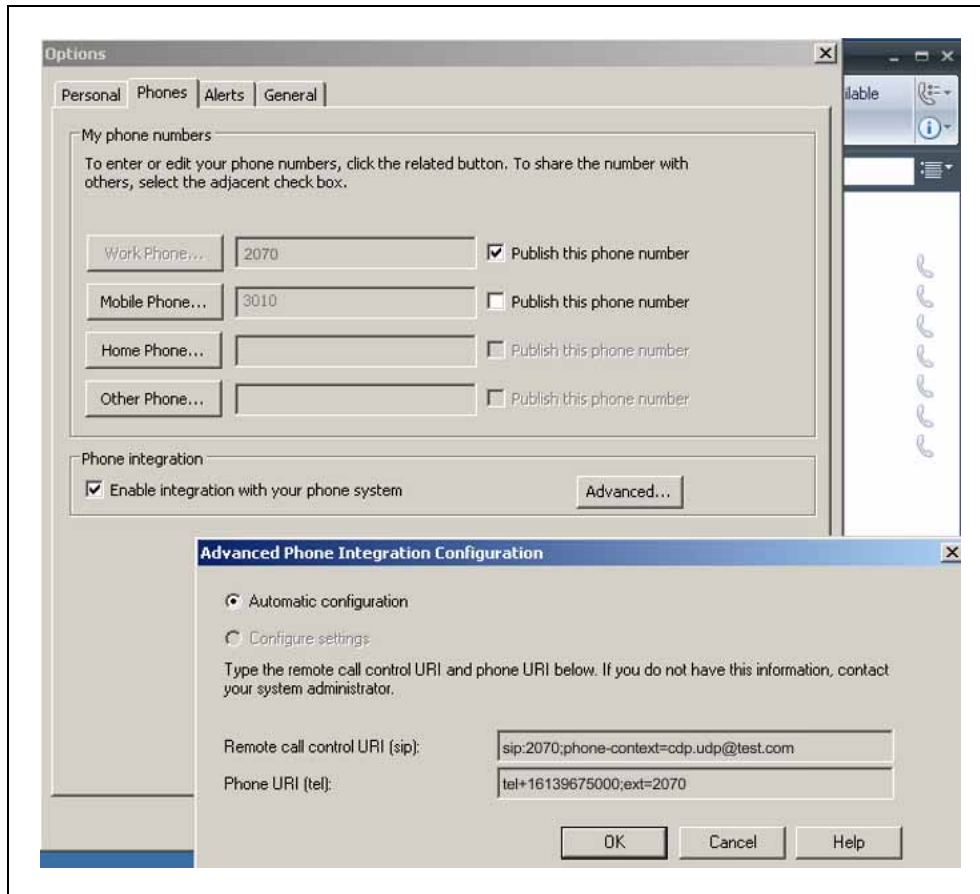 Options
Personal Phones Alerts General
ilable
My phone numbers
To enter or edit your phone numbers, click the related button. To share the number with
others, select the adjacent check box.
Work Phone... 2070 Publish this phone number
Mobile Phone... 3010 Publish this phone number
Home Phone... Publish this phone number
Other Phone... Publish this phone number
Phone integration
Enable integration with your phone system Advanced...
Advanced Phone Integration Configuration
Automatic configuration
Configure settings
Type the remote call control URI and phone URI below. If you do not have this information, contact
your system administrator.
Remote call control URI (sip): sip:2070;phone-context=cdp.udp@test.com
Phone URI (tel): tel+16139675000;ext=2070
OK Cancel Help